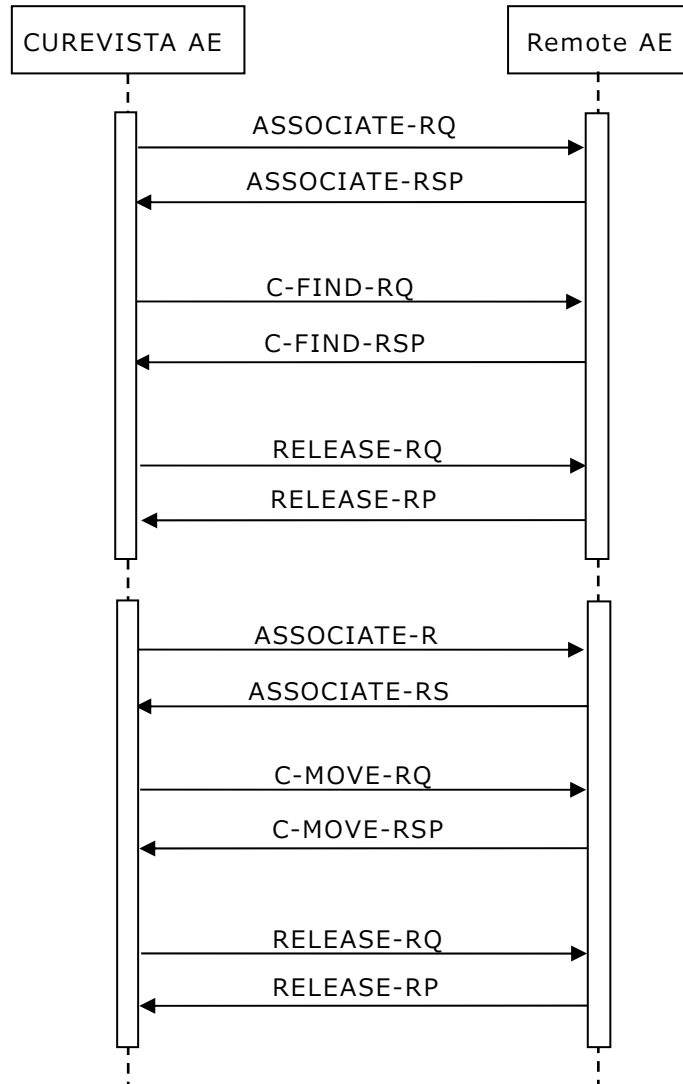 CUREVISTA AE
Remote AE
ASSOCIATE-RQ
ASSOCIATE-RSP
C-FIND-RQ
C-FIND-RSP
RELEASE-RQ
RELEASE-RP
ASSOCIATE-R
ASSOCIATE-RS
C-MOVE-RQ
C-MOVE-RSP
RELEASE-RQ
RELEASE-RP